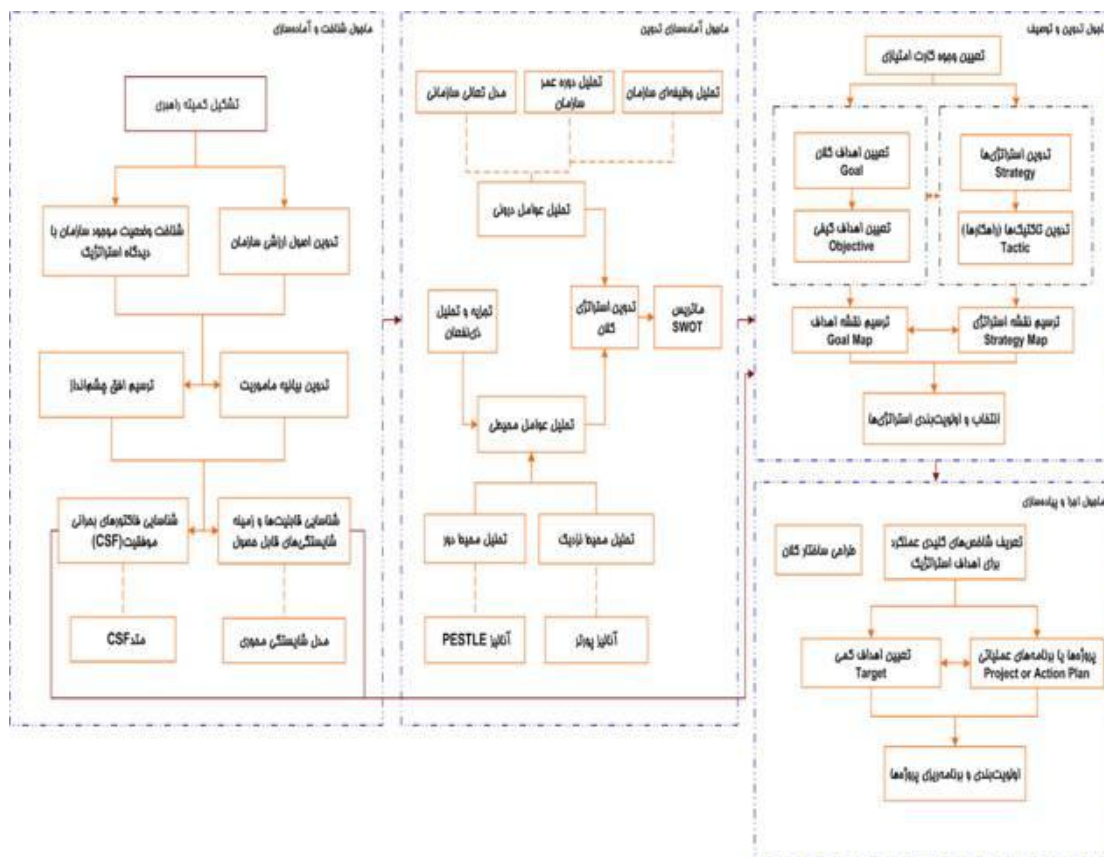 ماژول شناخت و آماده‌سازی
تشکیل کمیته راهبری
شناخت وضعیت موجود سازمان با
دیدگاه استراتژیک
تدوین اصول ارزشی سازمان
ترسیم افق چشم‌انداز
تدوین بیانیه ماموریت
شناسایی فاکتورهای بحرانی
موفقیت(CSF)
شناسایی قابلیت‌ها و زمینه
شایستگی‌های قابل حصول
متدCSF
مدل شایستگی محوری
ماژول آماده‌سازی تدوین
مدل تعالی سازمانی
تحلیل دوره عمر
سازمان
تحلیل وظیفه‌ای سازمان
تحلیل عوامل درونی
تجزیه و تحلیل
ذی‌نفعان
تدوین استراتژی
کلان
ماتریس
SWOT
تحلیل عوامل محیطی
تحلیل محیط دور
تحلیل محیط نزدیک
آنالیز PESTLE
آنالیز پورتر
ماژول تدوین و توصیف
تعیین وجوه کارت امتیازی
تعیین اهداف کلان
Goal
تدوین استراتژی‌ها
Strategy
تعیین اهداف کیفی
Objective
تدوین تاکتیک‌ها (راهکارها)
Tactic
ترسیم نقشه اهداف
Goal Map
ترسیم نقشه استراتژی
Strategy Map
انتخاب و اولویت‌بندی استراتژی‌ها
ماژول اجرا و پیاده‌سازی
طراحی ساختار کلان
تعریف شاخص‌های کلیدی عملکرد
برای اهداف استراتژیک
تعیین اهداف کمی
Target
پروژه‌ها یا برنامه‌های عملیاتی
Project or Action Plan
اولویت‌بندی و برنامه‌ریزی پروژه‌ها